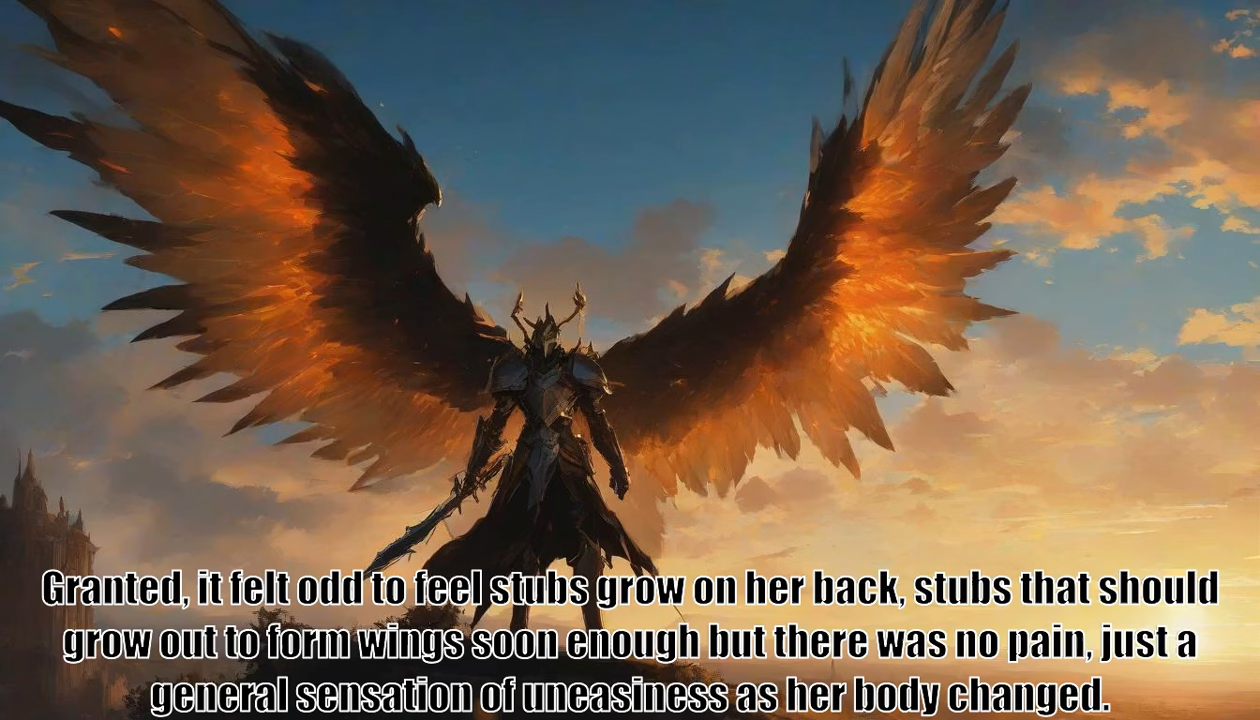 Granted, it felt odd to feel stubs grow on her back, stubs that should
grow out to form wings soon enough but there was no pain, just a
general sensation of uneasiness as her body changed.